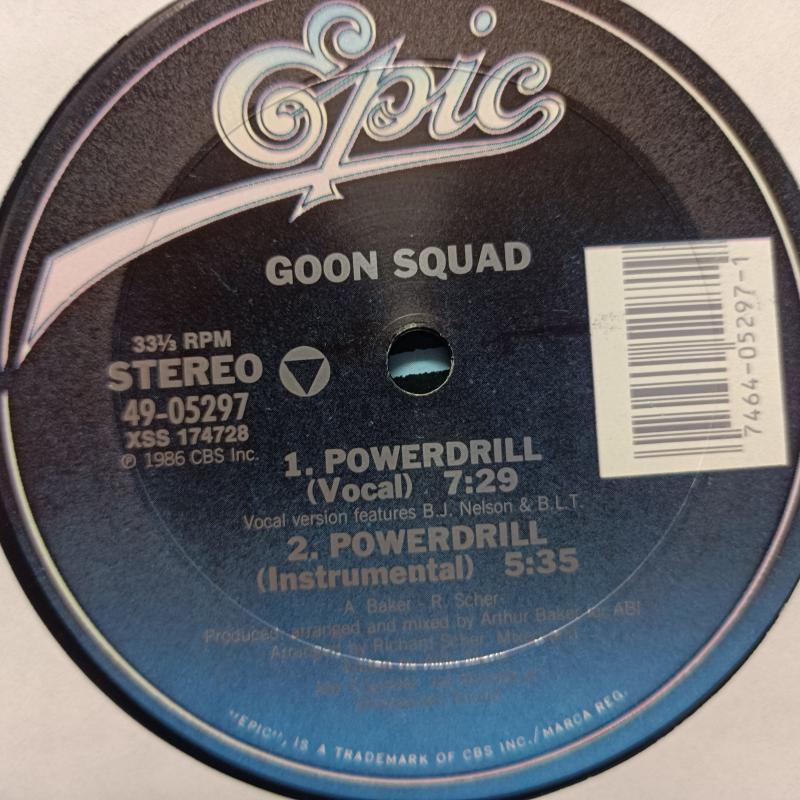 Epic
GOON SQUAD
33⅓ RPM
STEREO
49-05297
XSS 174728
℗ 1986 CBS Inc.
7464-05297-1
1. POWERDRILL
(Vocal) 7:29
Vocal version features B.J. Nelson & B.L.T.
2. POWERDRILL
(Instrumental) 5:35
A. Baker - R. Scher-
Produced, arranged and mixed by Arthur Baker for ABI
Arranged by Richard Scher,
"EPIC", IS A TRADEMARK OF CBS INC./MARCA REG.